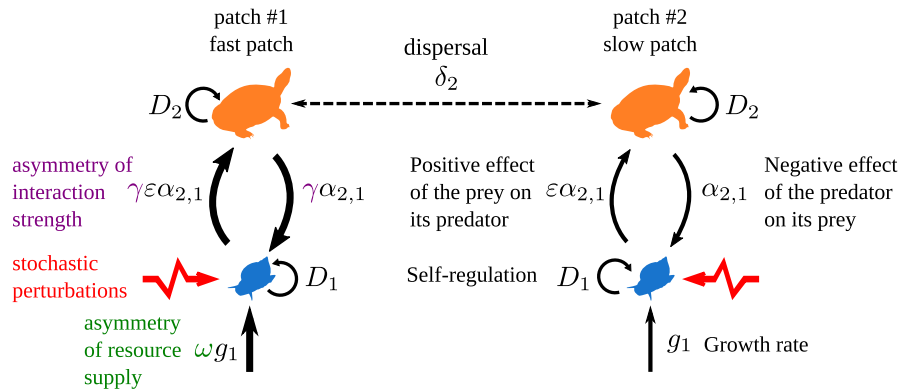 patch #1
fast patch
patch #2
slow patch
dispersal
δ₂
D₂
D₂
asymmetry of
interaction
strength
γεα₂,₁
γα₂,₁
Positive effect
of the prey on
its predator
εα₂,₁
α₂,₁
Negative effect
of the predator
on its prey
stochastic
perturbations
D₁
Self-regulation
D₁
asymmetry
of resource
supply
ωg₁
g₁ Growth rate